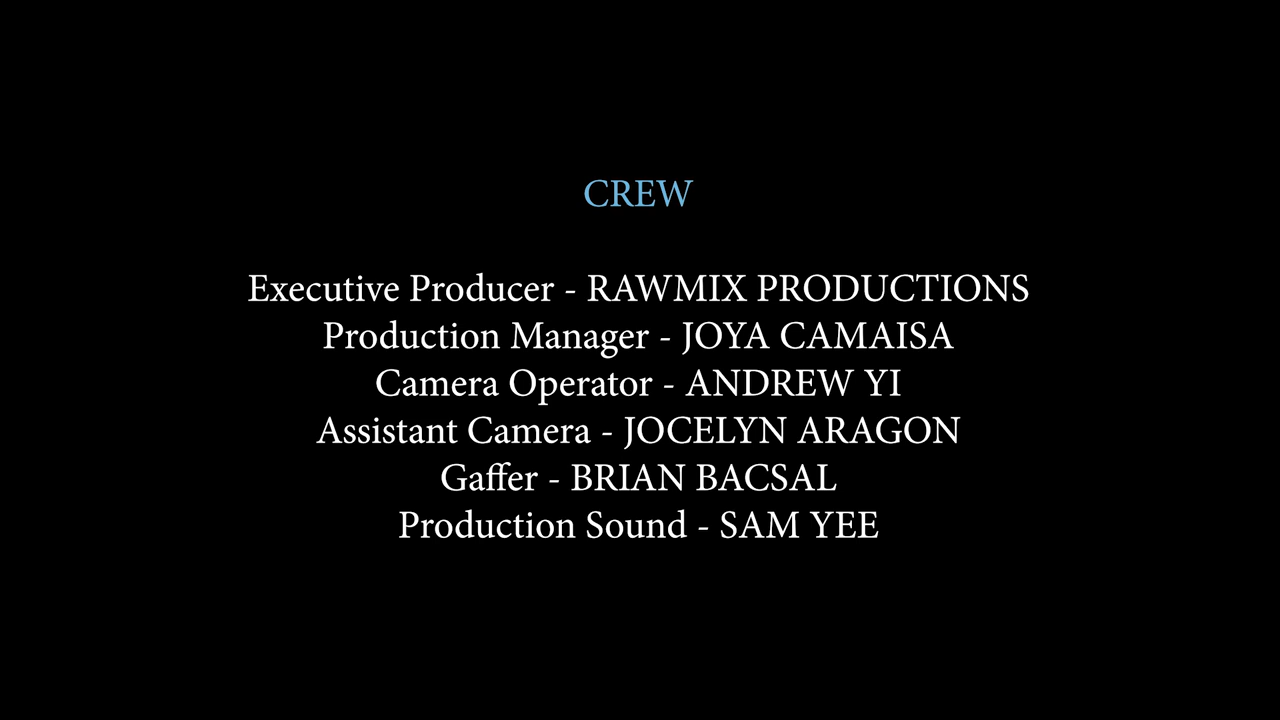 CREW
Executive Producer - RAWMIX PRODUCTIONS
Production Manager - JOYA CAMAISA
Camera Operator - ANDREW YI
Assistant Camera - JOCELYN ARAGON
Gaffer - BRIAN BACSAL
Production Sound - SAM YEE